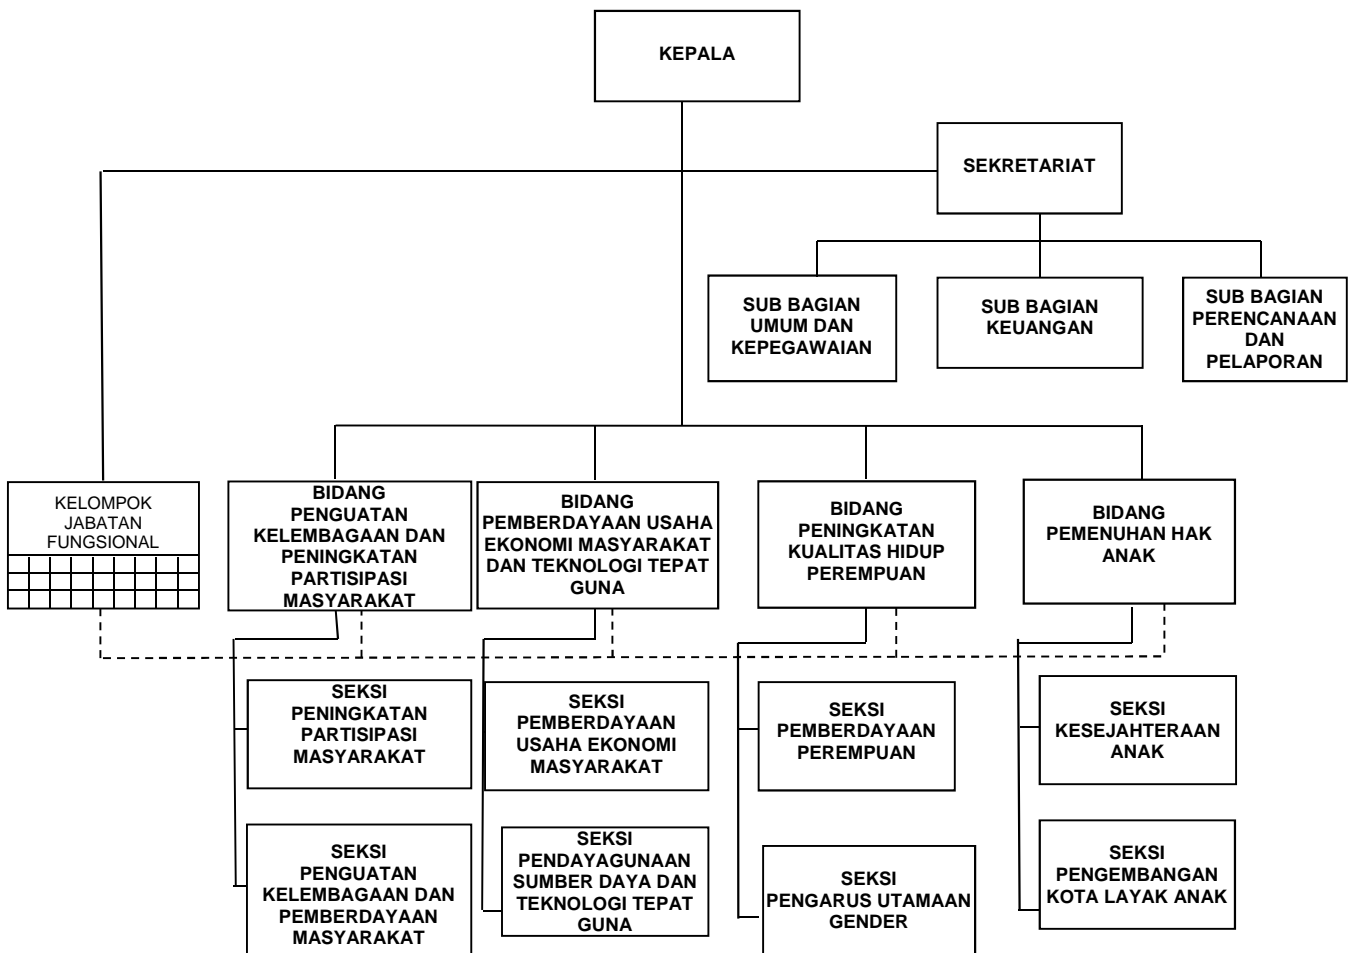 KEPALA
SEKRETARIAT
SUB BAGIAN
UMUM DAN
KEPEGAWAIAN
SUB BAGIAN
KEUANGAN
SUB BAGIAN
PERENCANAAN
DAN
PELAPORAN
KELOMPOK
JABATAN
FUNGSIONAL
BIDANG
PENGUATAN
KELEMBAGAAN DAN
PENINGKATAN
PARTISIPASI
MASYARAKAT
BIDANG
PEMBERDAYAAN USAHA
EKONOMI MASYARAKAT
DAN TEKNOLOGI TEPAT
GUNA
BIDANG
PENINGKATAN
KUALITAS HIDUP
PEREMPUAN
BIDANG
PEMENUHAN HAK
ANAK
SEKSI
PENINGKATAN
PARTISIPASI
MASYARAKAT
SEKSI
PEMBERDAYAAN
USAHA EKONOMI
MASYARAKAT
SEKSI
PEMBERDAYAAN
PEREMPUAN
SEKSI
KESEJAHTERAAN
ANAK
SEKSI
PENGUATAN
KELEMBAGAAN DAN
PEMBERDAYAAN
MASYARAKAT
SEKSI
PENDAYAGUNAAN
SUMBER DAYA DAN
TEKNOLOGI TEPAT
GUNA
SEKSI
PENGARUS UTAMAAN
GENDER
SEKSI
PENGEMBANGAN
KOTA LAYAK ANAK